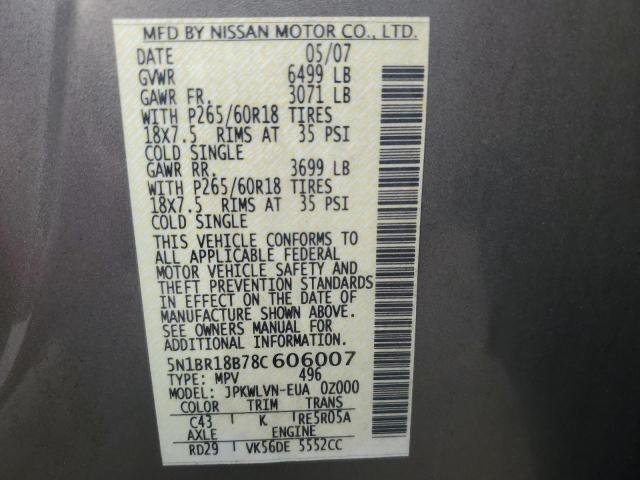 MFD BY NISSAN MOTOR CO., LTD.
DATE 05/07
GVWR 6499 LB
GAWR FR. 3071 LB
WITH P265/60R18 TIRES
18X7.5 RIMS AT 35 PSI
COLD SINGLE
GAWR RR. 3699 LB
WITH P265/60R18 TIRES
18X7.5 RIMS AT 35 PSI
COLD SINGLE
THIS VEHICLE CONFORMS TO
ALL APPLICABLE FEDERAL
MOTOR VEHICLE SAFETY AND
THEFT PREVENTION STANDARDS
IN EFFECT ON THE DATE OF
MANUFACTURE SHOWN ABOVE.
SEE OWNERS MANUAL FOR
ADDITIONAL INFORMATION.
5N1BR18B78C606007
TYPE: MPV 496
MODEL: JPKWLVN-EUA 0Z000
COLOR TRIM TRANS
C43 K RE5R05A
AXLE ENGINE
RD29 VK56DE 5552CC